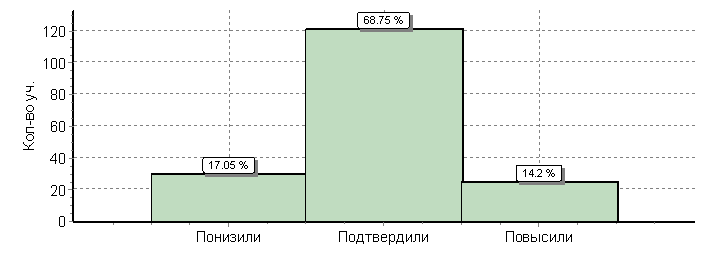 68.75 %
120
100
80
60
40
20
0
Кол-во уч.
17.05 %
14.2 %
Понизили
Подтвердили
Повысили